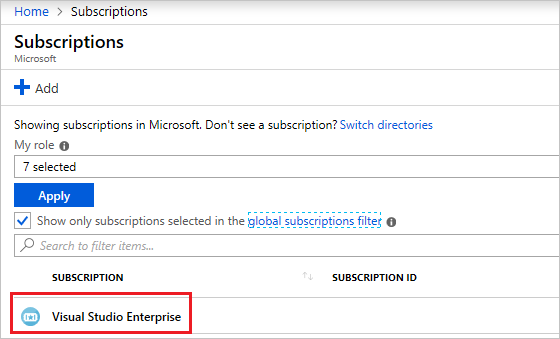 Home > Subscriptions
Subscriptions
Microsoft
Add
Showing subscriptions in Microsoft. Don't see a subscription? Switch directories
My role
7 selected
Apply
Show only subscriptions selected in the global subscriptions filter
Search to filter items...
SUBSCRIPTION SUBSCRIPTION ID
Visual Studio Enterprise